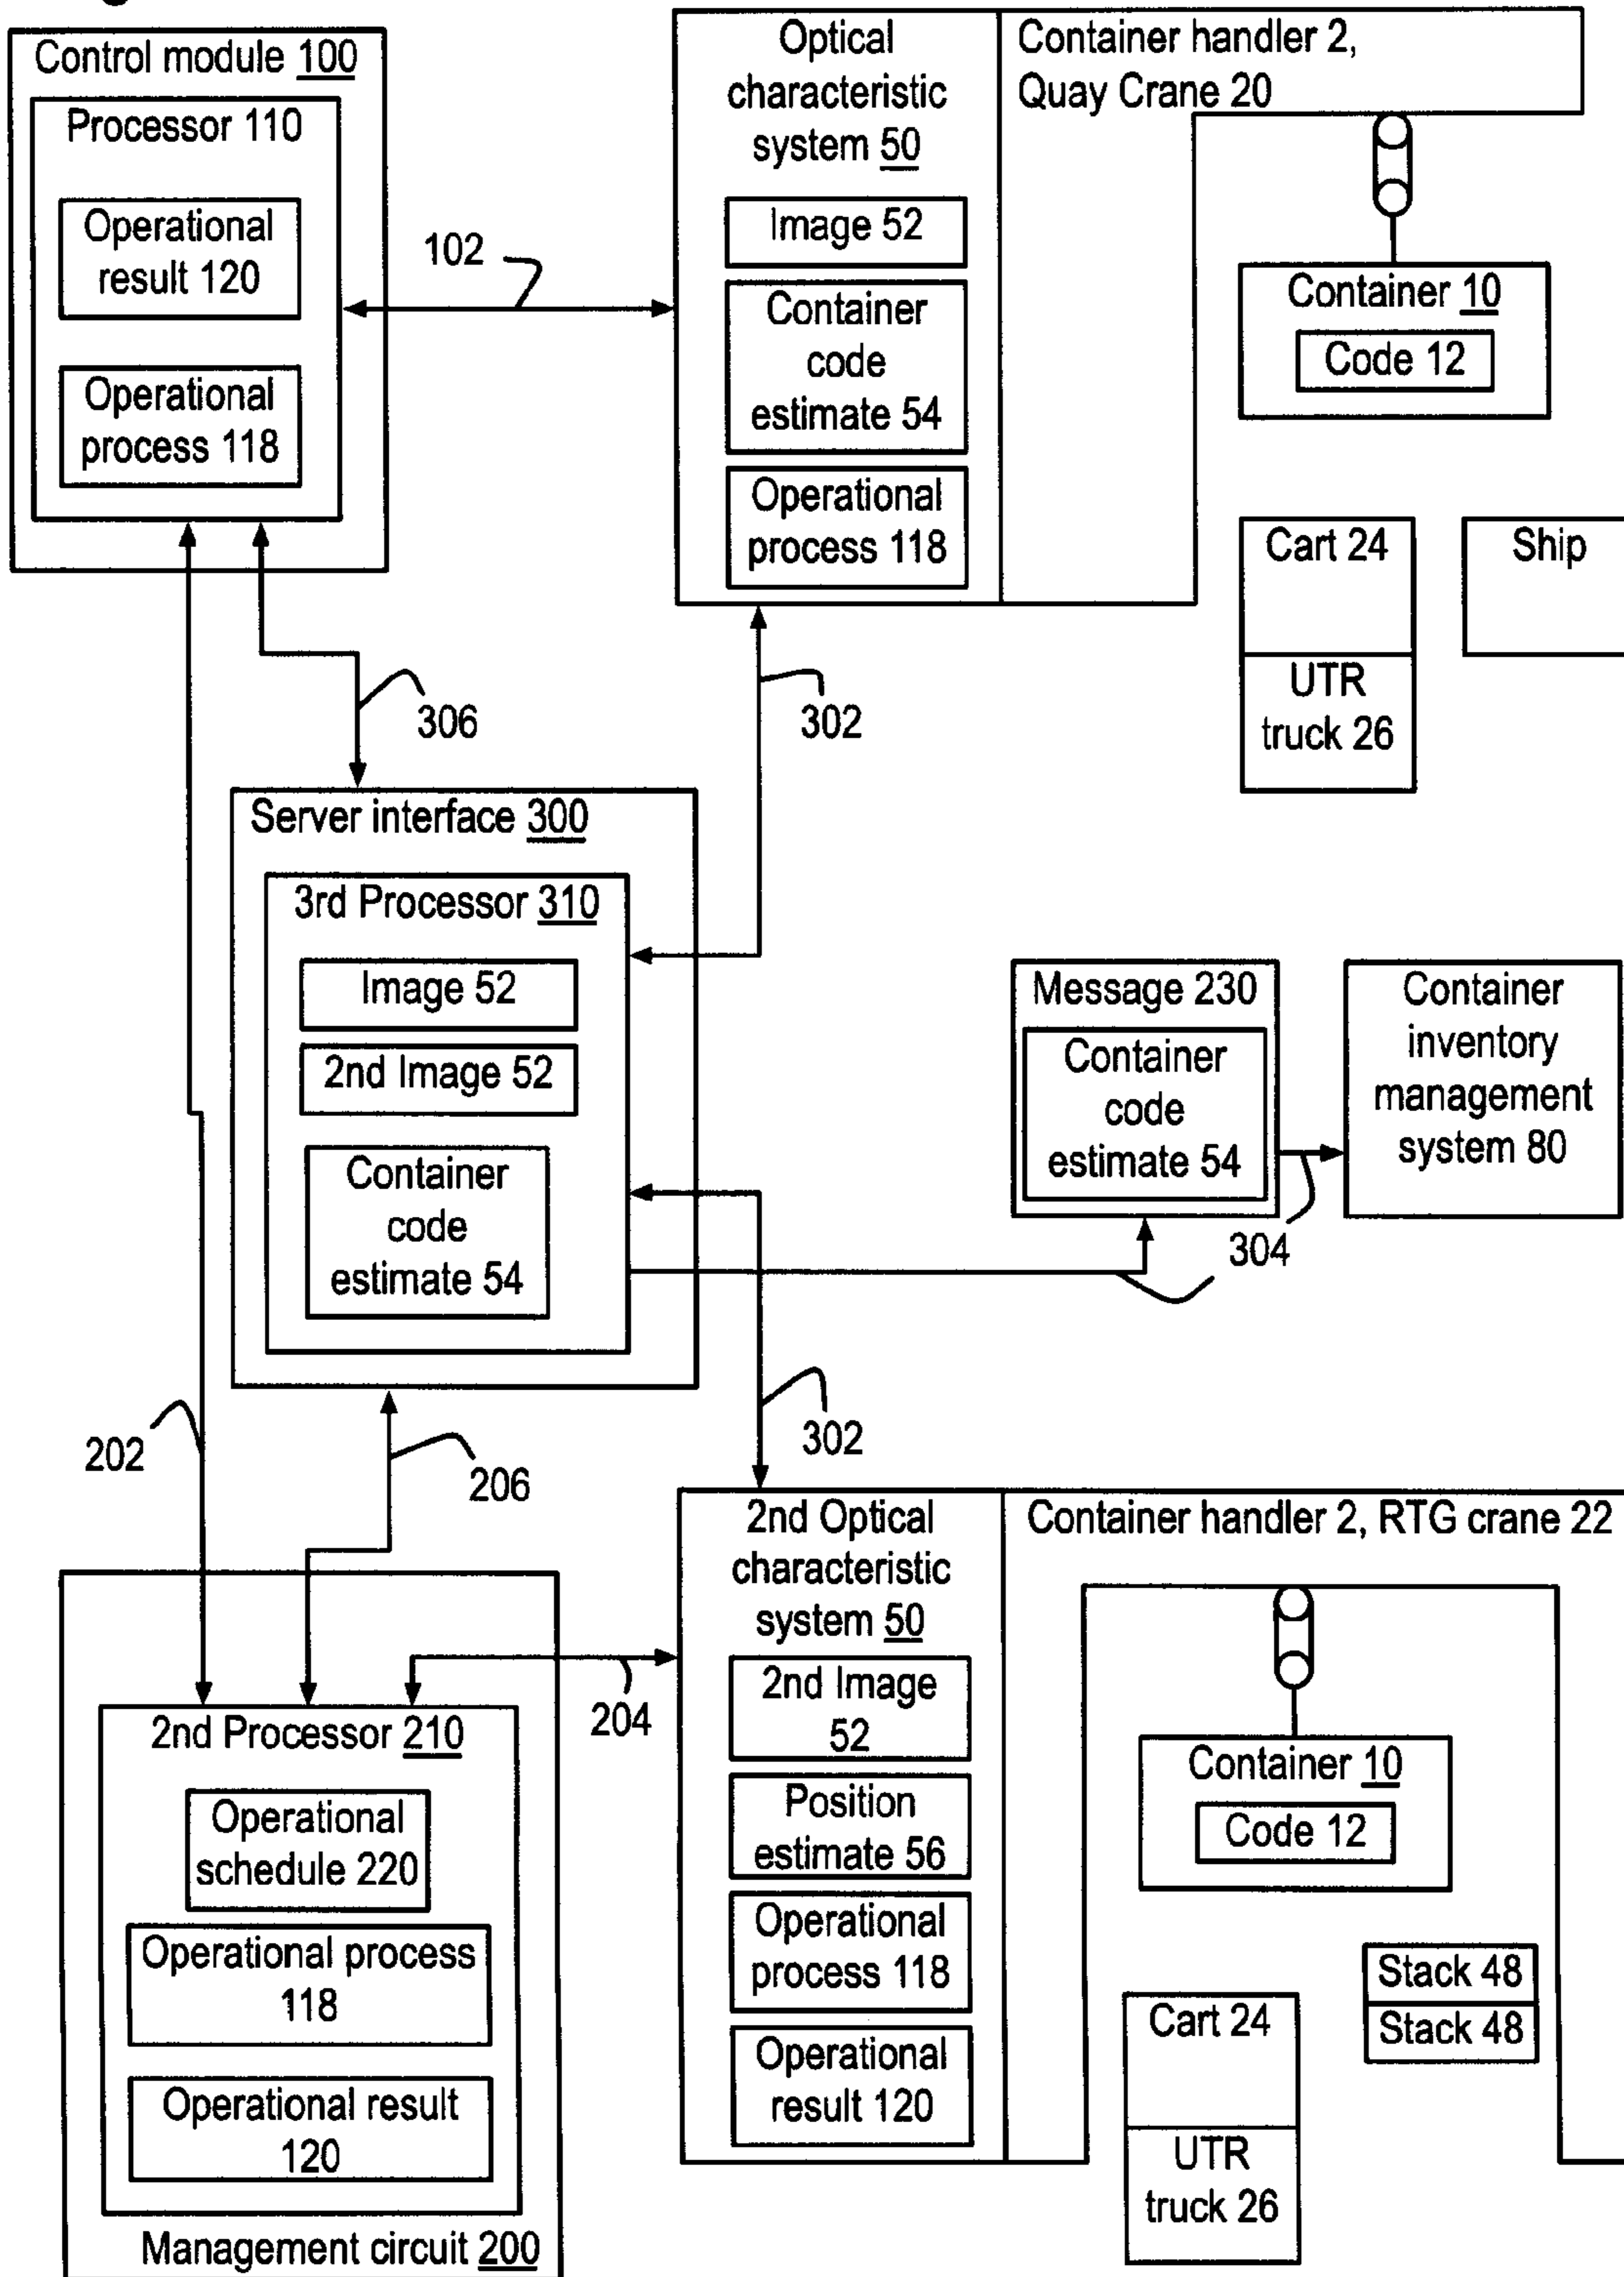 Control module 100
Processor 110
Operational
result 120
Operational
process 118
102
Optical
characteristic
system 50
Image 52
Container
code
estimate 54
Operational
process 118
Container handler 2,
Quay Crane 20
Container 10
Code 12
Cart 24
UTR
truck 26
Ship
306
302
Server interface 300
3rd Processor 310
Image 52
2nd Image 52
Container
code
estimate 54
Message 230
Container
code
estimate 54
Container
inventory
management
system 80
304
302
202
206
2nd Processor 210
Operational
schedule 220
Operational process
118
Operational result
120
Management circuit 200
204
2nd Optical
characteristic
system 50
2nd Image
52
Position
estimate 56
Operational
process 118
Operational
result 120
Container handler 2, RTG crane 22
Container 10
Code 12
Stack 48
Stack 48
Cart 24
UTR
truck 26